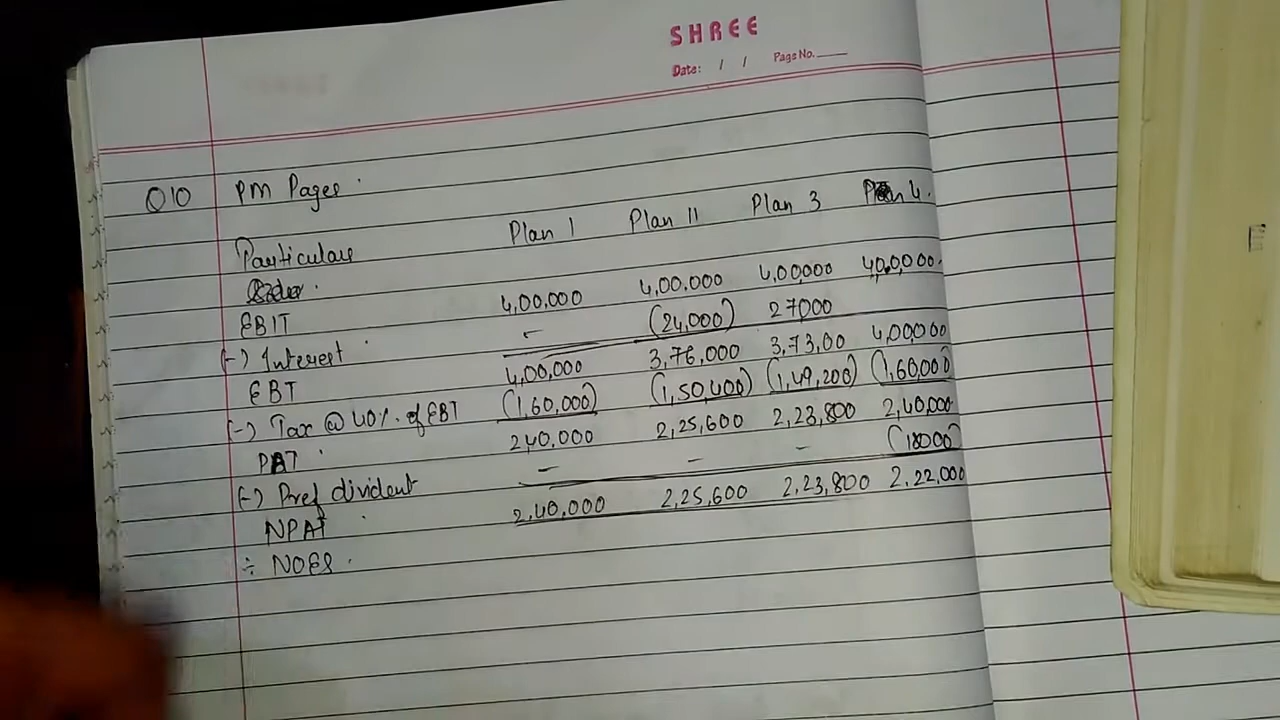 SHREE
Date: / / Page No.
Q10 PM Pages.
Particulars Plan I Plan II Plan 3 Plan 4.
EBIT 4,00,000 4,00,000 4,00,000 40,0,000.
(-) Interest - (24,000) 27000
EBT 4,00,000 3,76,000 3,73,00 4,00,000
(-) Tax @ 40% of EBT (1,60,000) (1,50,400) (1,49,200) (1,60,000)
PAT 2,40,000 2,25,600 2,23,800 2,40,000
(-) Pref divident - - - (18000)
NPAT 2,40,000 2,25,600 2,23,800 2,22,000
÷ NOES.